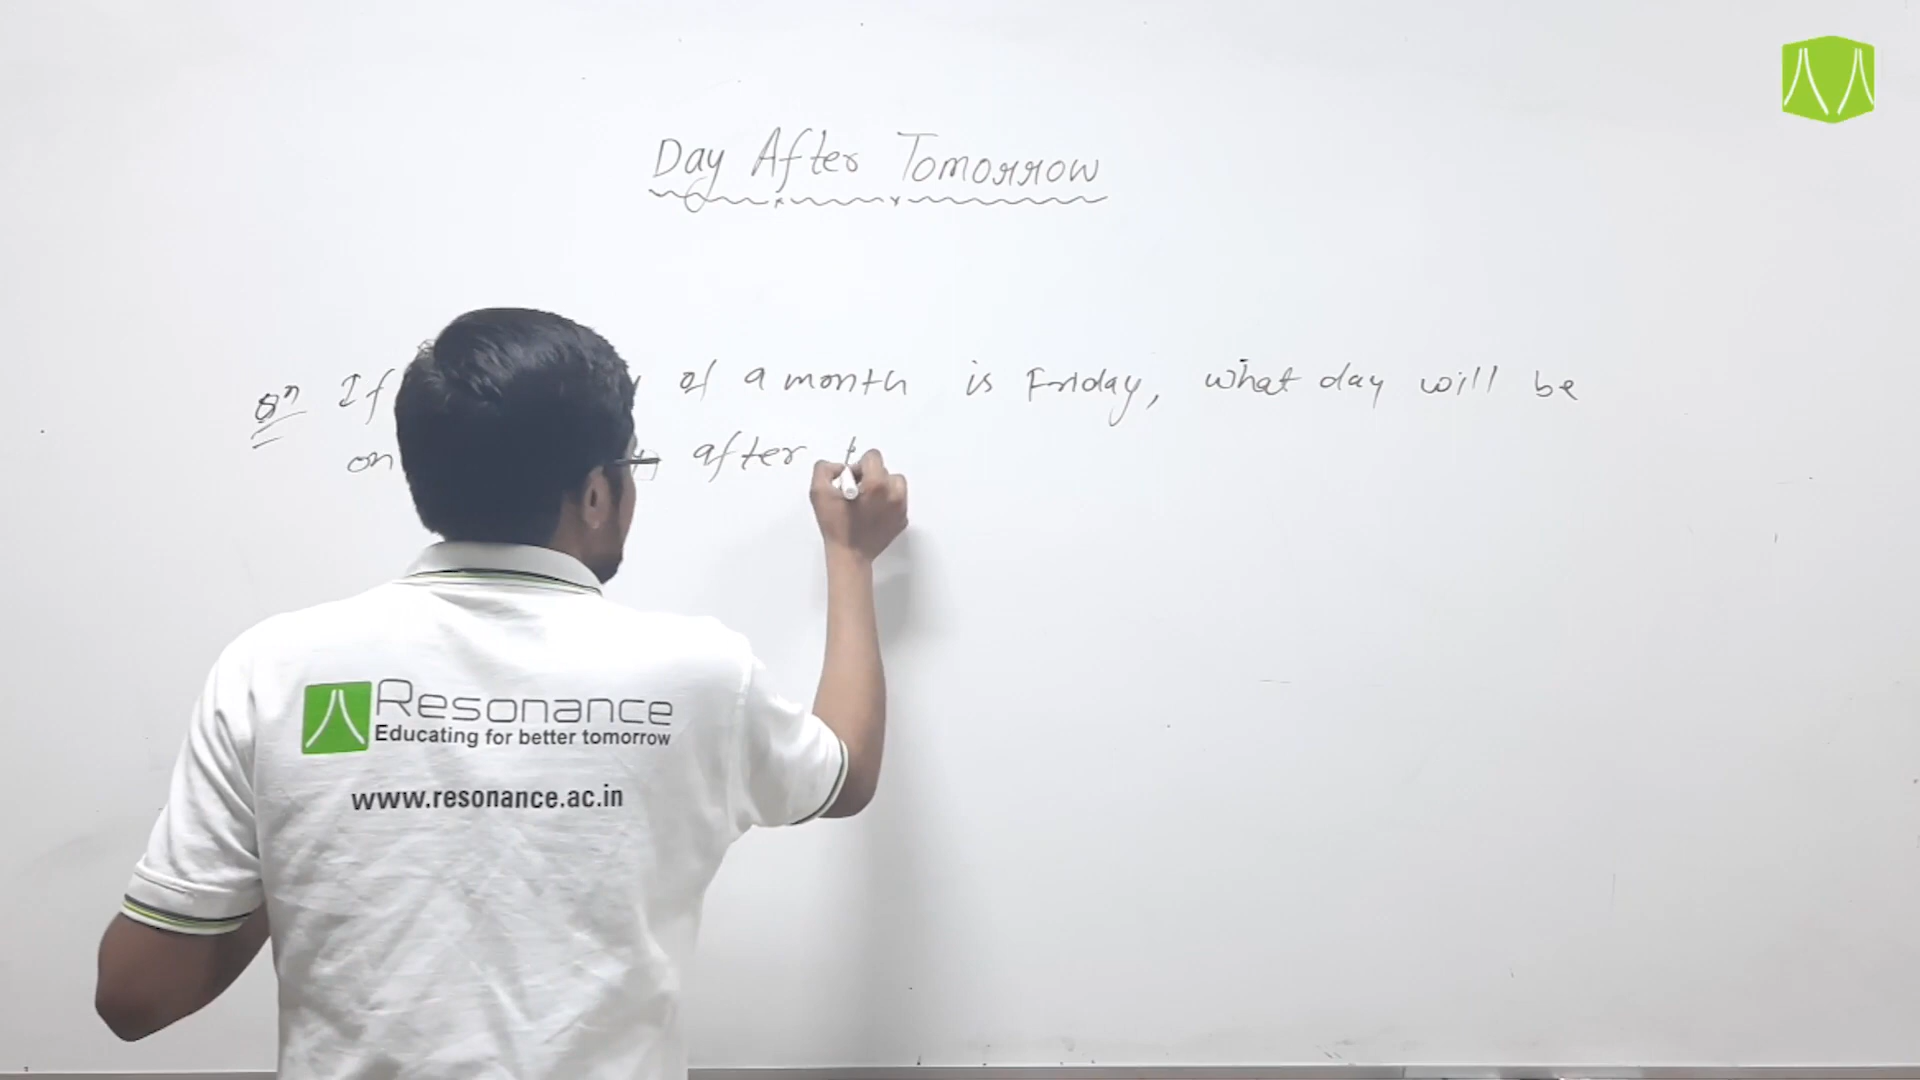 Day After Tomorrow
Qn If of a month is Friday, what day will be
on after
Resonance
Educating for better tomorrow
www.resonance.ac.in